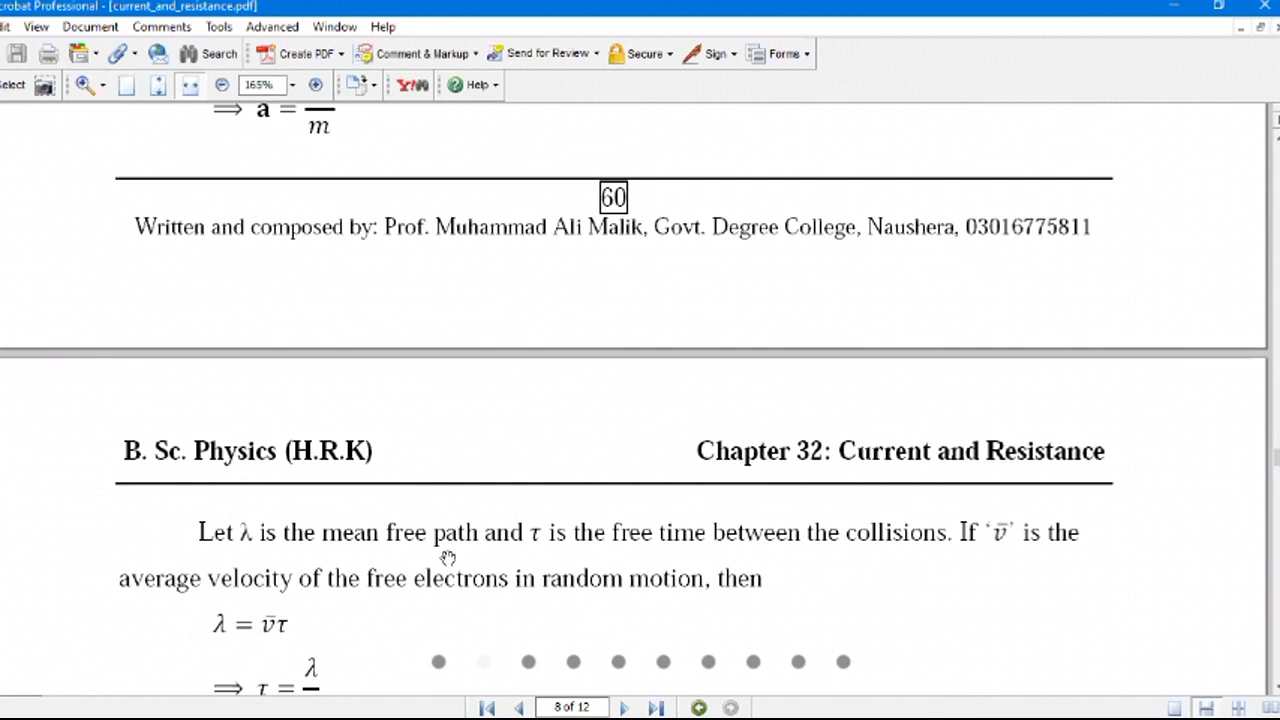 crobat Professional - [current_and_resistance.pdf]
dit View Document Comments Tools Advanced Window Help
Search Create PDF Comment & Markup Send for Review Secure Sign Forms
Select 165% Y! Help
⟹ a = — m
60
Written and composed by: Prof. Muhammad Ali Malik, Govt. Degree College, Naushera, 03016775811
B. Sc. Physics (H.R.K) Chapter 32: Current and Resistance
Let λ is the mean free path and τ is the free time between the collisions. If ‘v̄’ is the
average velocity of the free electrons in random motion, then
λ = v̄τ
⟹ τ = λ
8 of 12